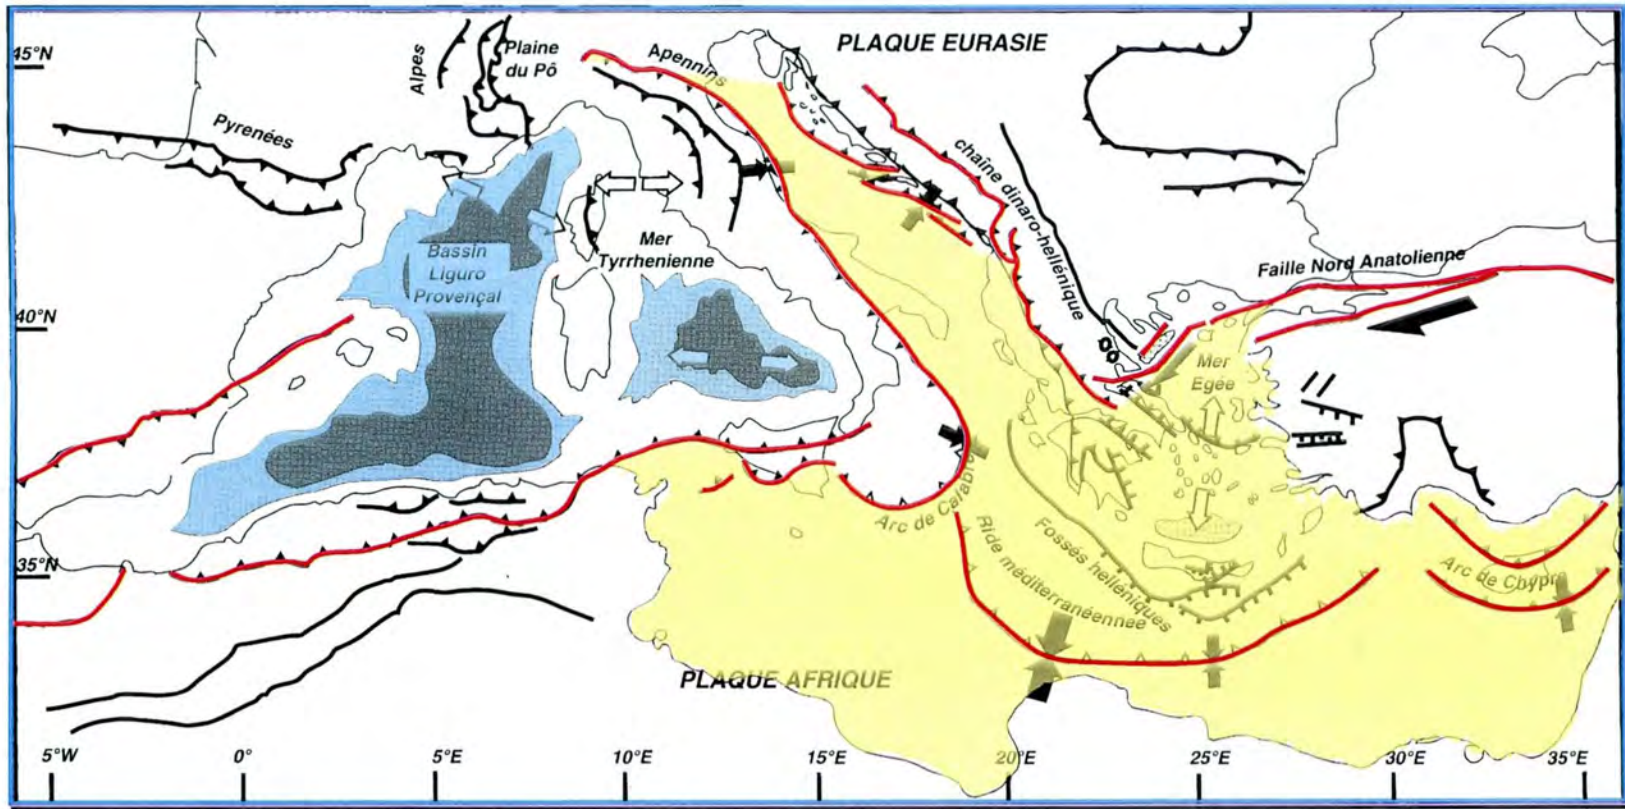 PLAQUE EURASIE
45°N
Alpes
Plaine
du Pô
Apennins
Pyrenées
chaîne dinaro-hellénique
Mer
Tyrrhenienne
Bassin
Liguro
Provençal
Faille Nord Anatolienne
40°N
Mer
Egée
Arc de Calabre
Ride méditerranéennee
Fossés helléniques
Arc de Chypre
35°N
PLAQUE AFRIQUE
5°W
0°
5°E
10°E
15°E
20°E
25°E
30°E
35°E